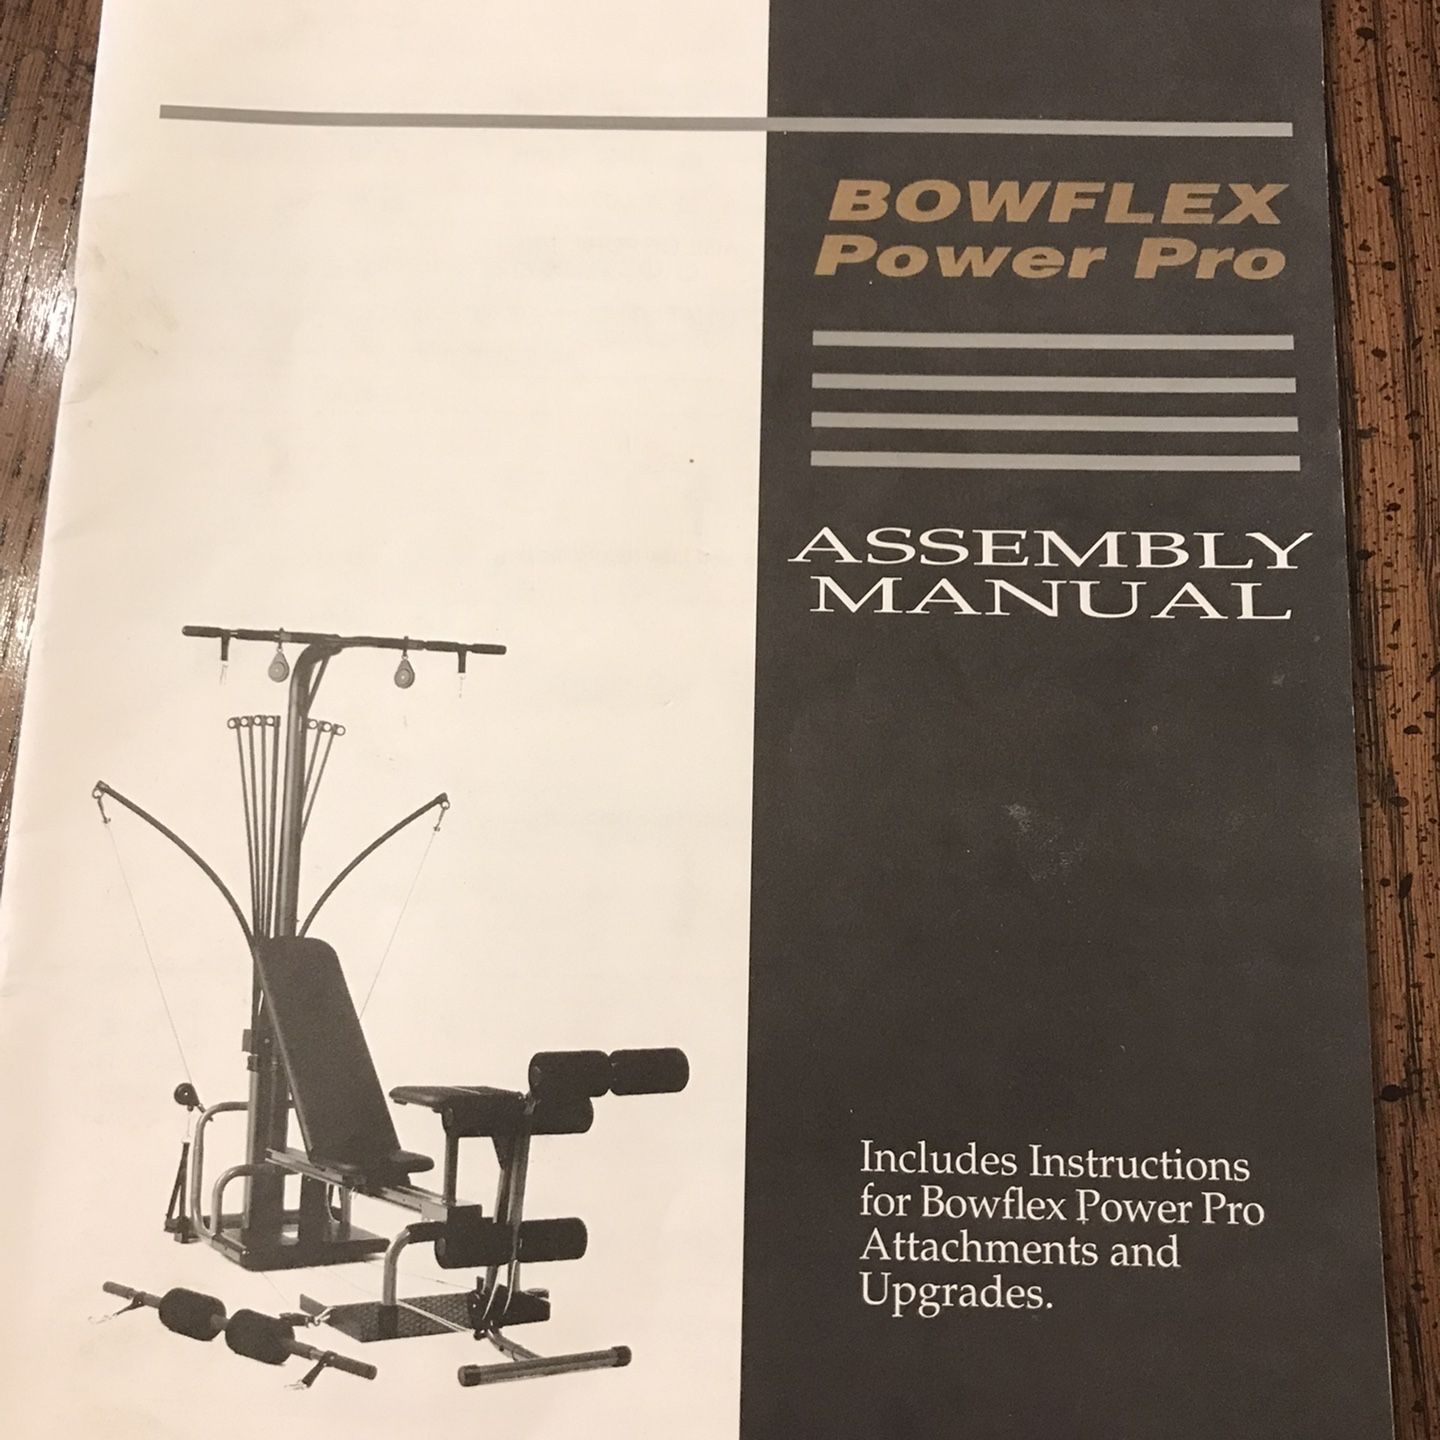 BOWFLEX
Power Pro
ASSEMBLY
MANUAL
Includes Instructions
for Bowflex Power Pro
Attachments and
Upgrades.